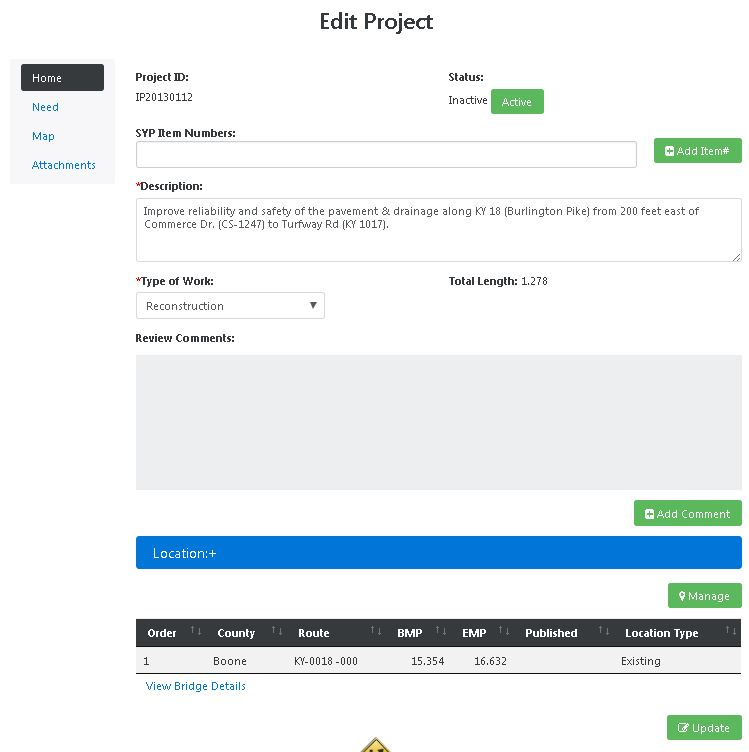 Edit Project
Home
Need
Map
Attachments
Project ID:
IP20130112
Status:
Inactive Active
SYP Item Numbers:
Add Item#
*Description:
Improve reliability and safety of the pavement & drainage along KY 18 (Burlington Pike) from 200 feet east of
Commerce Dr. (CS-1247) to Turfway Rd (KY 1017).
*Type of Work:
Total Length: 1.278
Reconstruction
Review Comments:
Add Comment
Location:+
Manage
Order County Route BMP EMP Published Location Type
1 Boone KY-0018 -000 15.354 16.632 Existing
View Bridge Details
Update